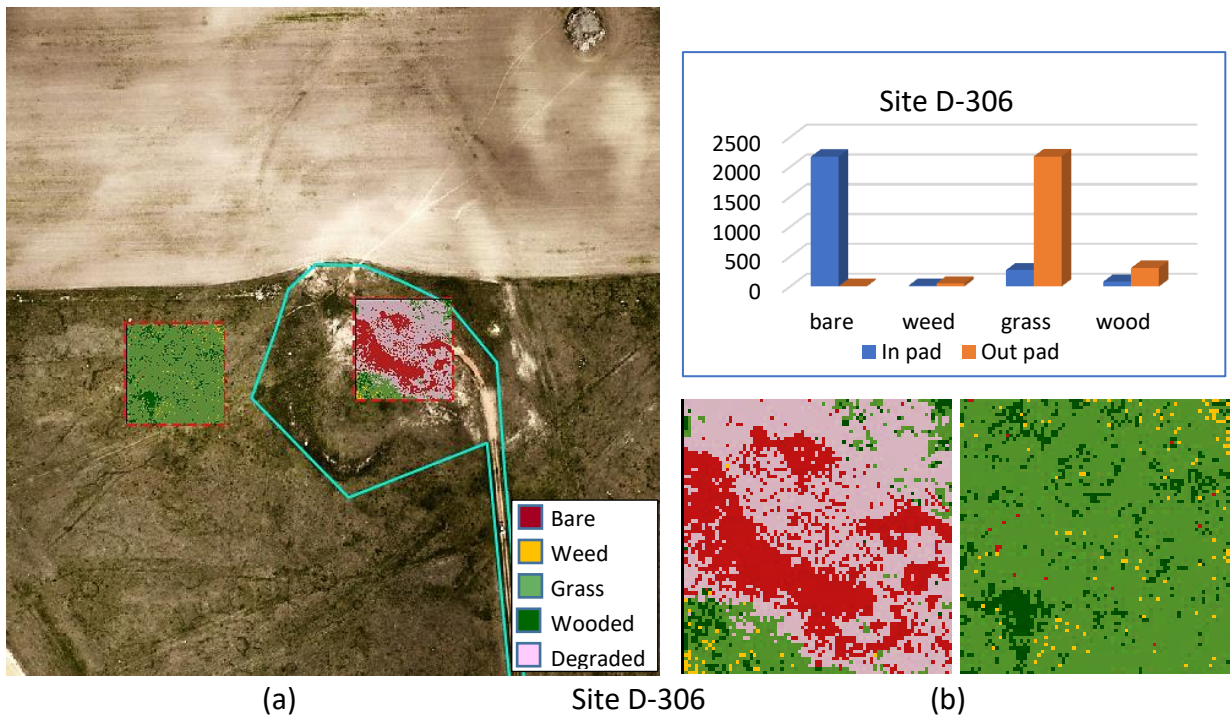 Bare
Weed
Grass
Wooded
Degraded
(a)
Site D-306
Site D-306
2500
2000
1500
1000
500
0
bare weed grass wood
In pad Out pad
(b)